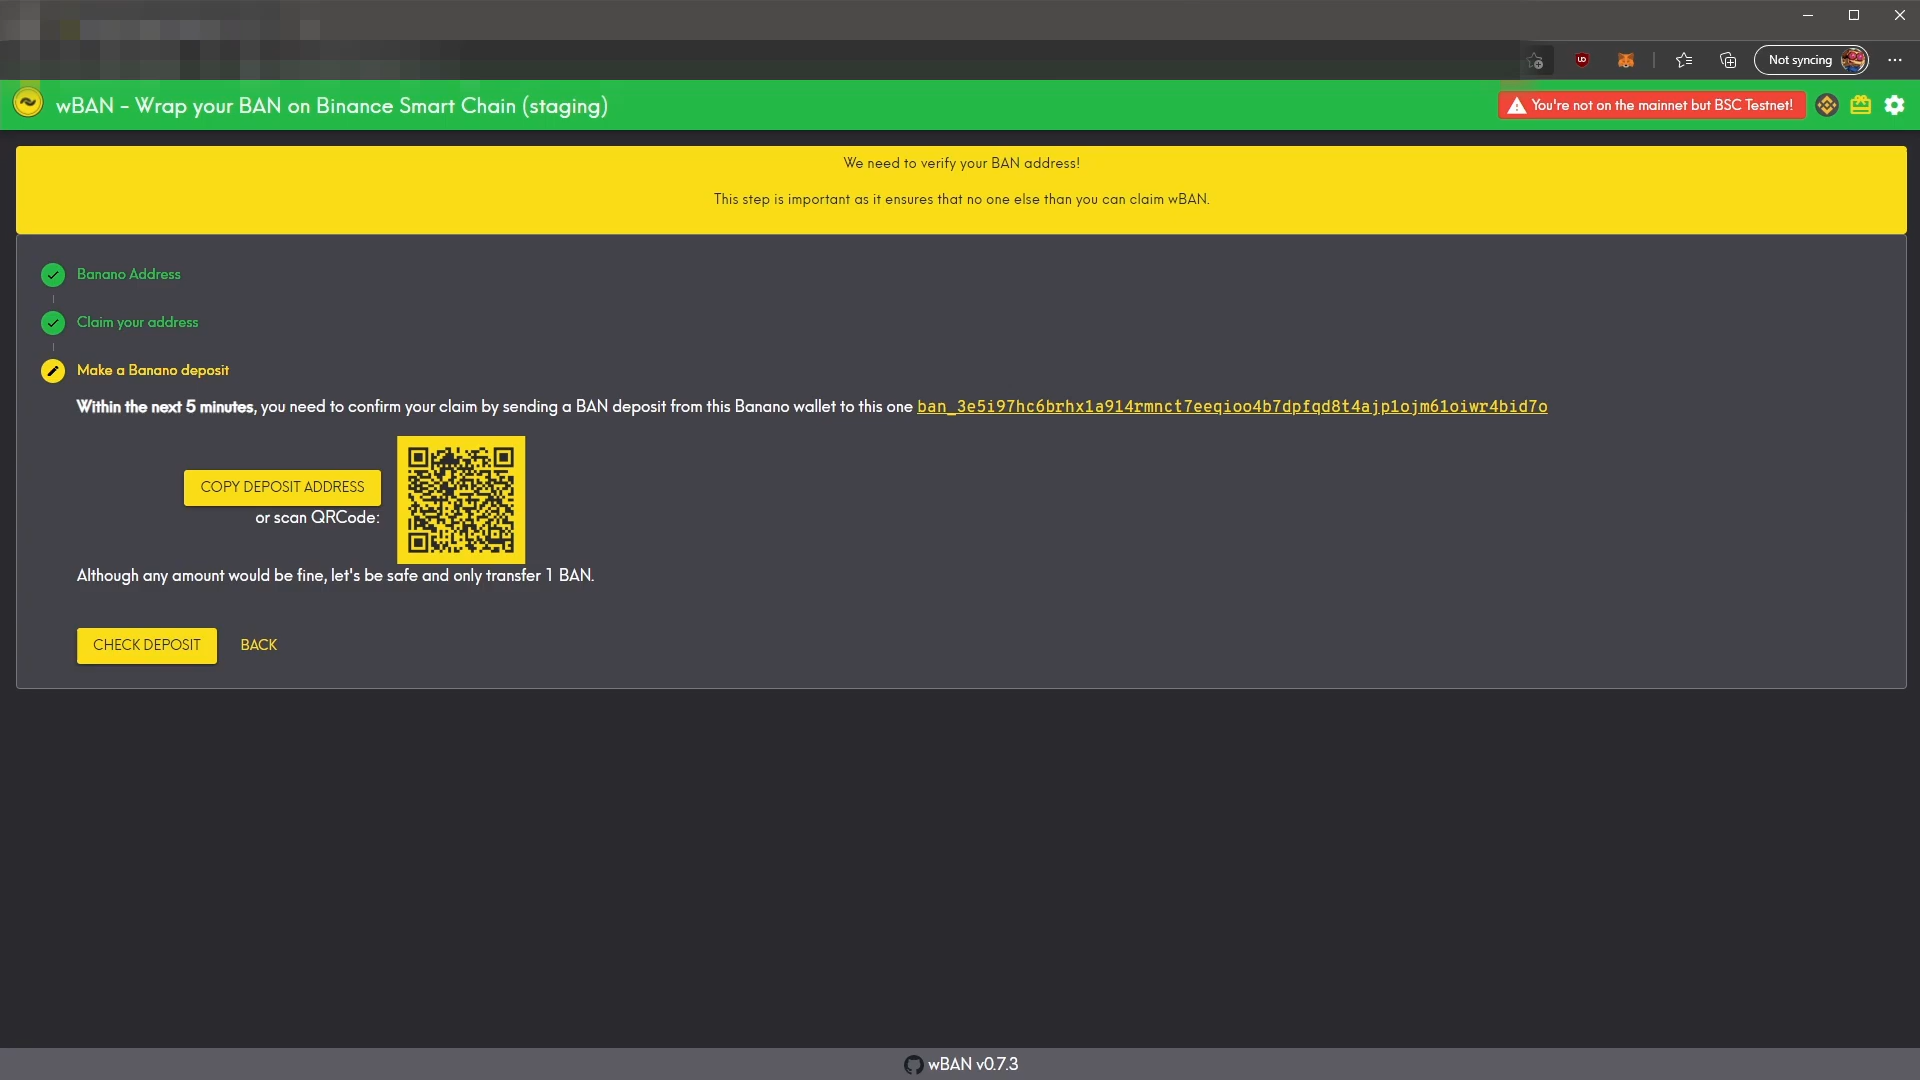 Not syncing
wBAN - Wrap your BAN on Binance Smart Chain (staging)
You're not on the mainnet but BSC Testnet!
We need to verify your BAN address!
This step is important as it ensures that no one else than you can claim wBAN.
Banano Address
Claim your address
Make a Banano deposit
Within the next 5 minutes, you need to confirm your claim by sending a BAN deposit from this Banano wallet to this one ban_3e5i97hc6brhx1a914rmnct7eeqioo4b7dpfqd8t4ajp1ojm61oiwr4bid7o
COPY DEPOSIT ADDRESS
or scan QRCode:
Although any amount would be fine, let's be safe and only transfer 1 BAN.
CHECK DEPOSIT
BACK
wBAN v0.7.3